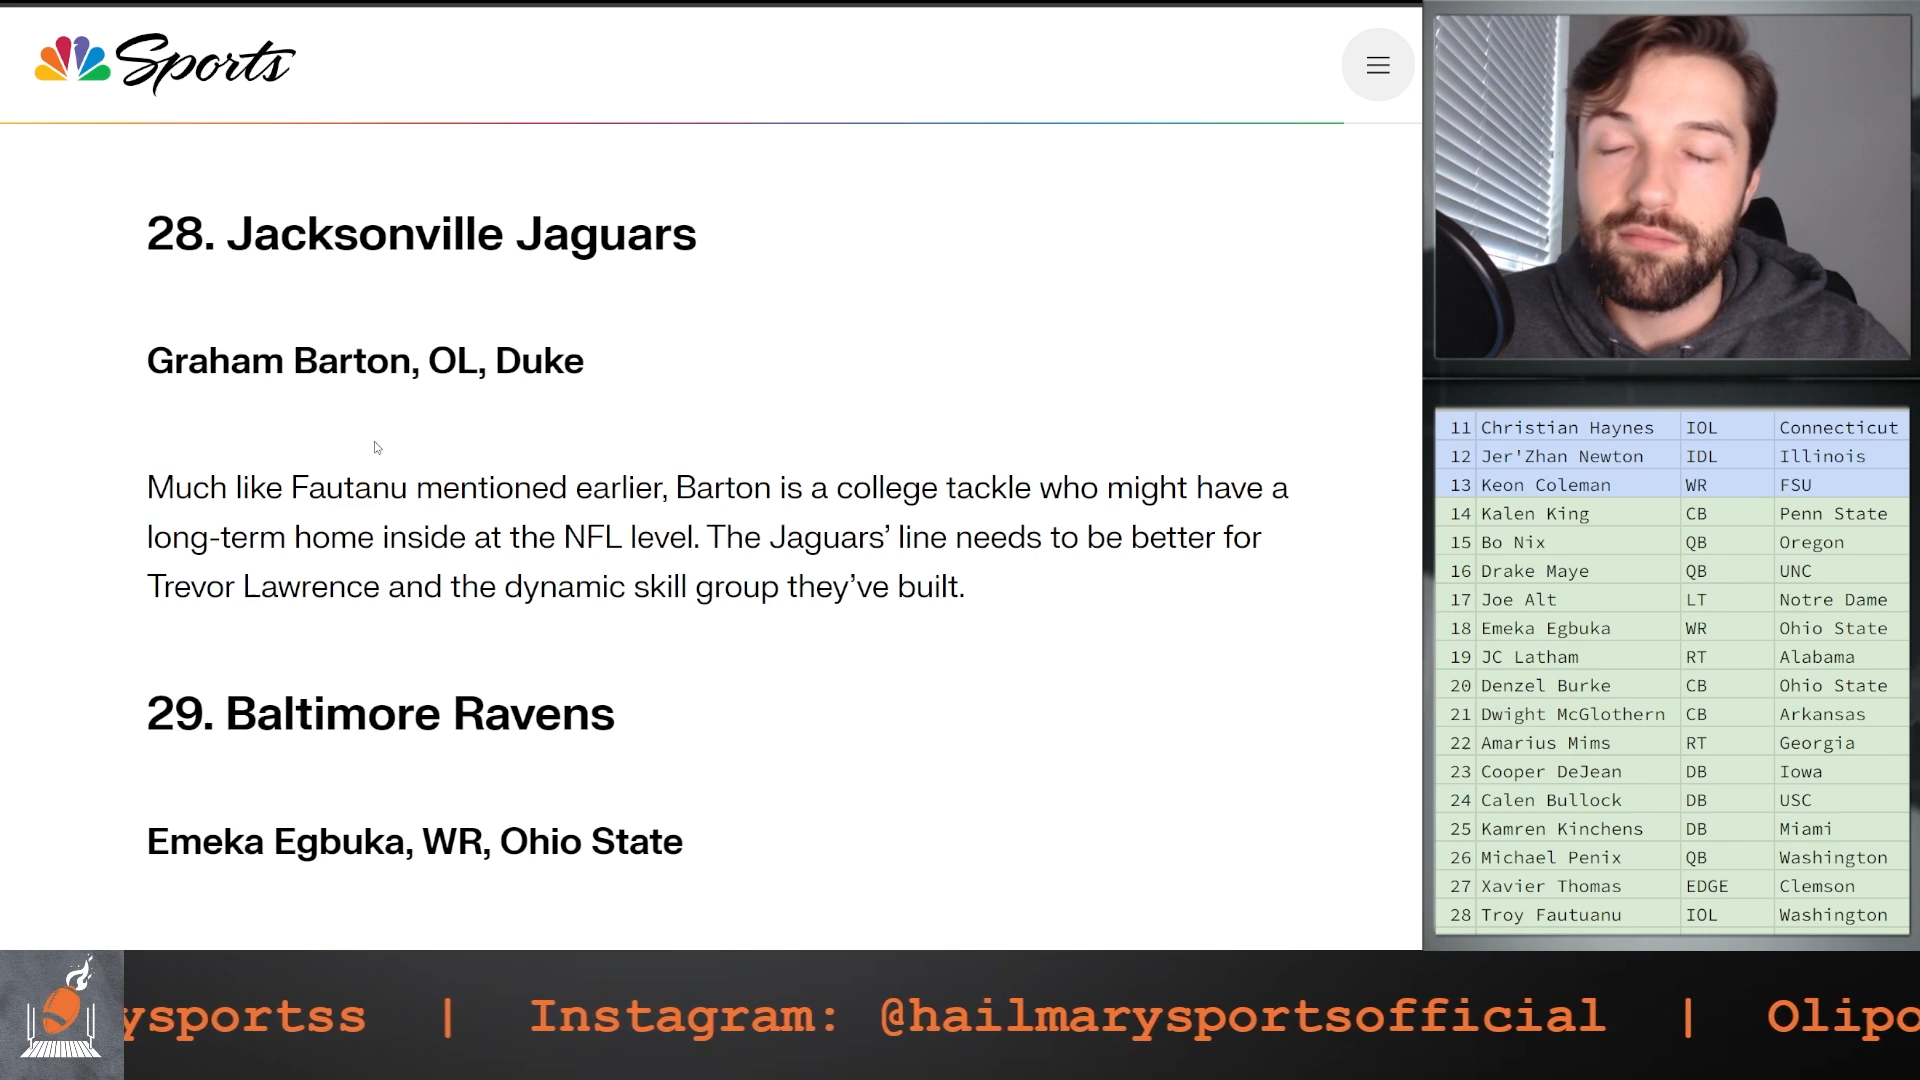 Sports
28. Jacksonville Jaguars
Graham Barton, OL, Duke
Much like Fautanu mentioned earlier, Barton is a college tackle who might have a
long-term home inside at the NFL level. The Jaguars’ line needs to be better for
Trevor Lawrence and the dynamic skill group they’ve built.
29. Baltimore Ravens
Emeka Egbuka, WR, Ohio State
11 Christian Haynes IOL Connecticut
12 Jer'Zhan Newton IDL Illinois
13 Keon Coleman WR FSU
14 Kalen King CB Penn State
15 Bo Nix QB Oregon
16 Drake Maye QB UNC
17 Joe Alt LT Notre Dame
18 Emeka Egbuka WR Ohio State
19 JC Latham RT Alabama
20 Denzel Burke CB Ohio State
21 Dwight McGlothern CB Arkansas
22 Amarius Mims RT Georgia
23 Cooper DeJean DB Iowa
24 Calen Bullock DB USC
25 Kamren Kinchens DB Miami
26 Michael Penix QB Washington
27 Xavier Thomas EDGE Clemson
28 Troy Fautuanu IOL Washington
ysportss | Instagram: @hailmarysportsofficial | Olipo